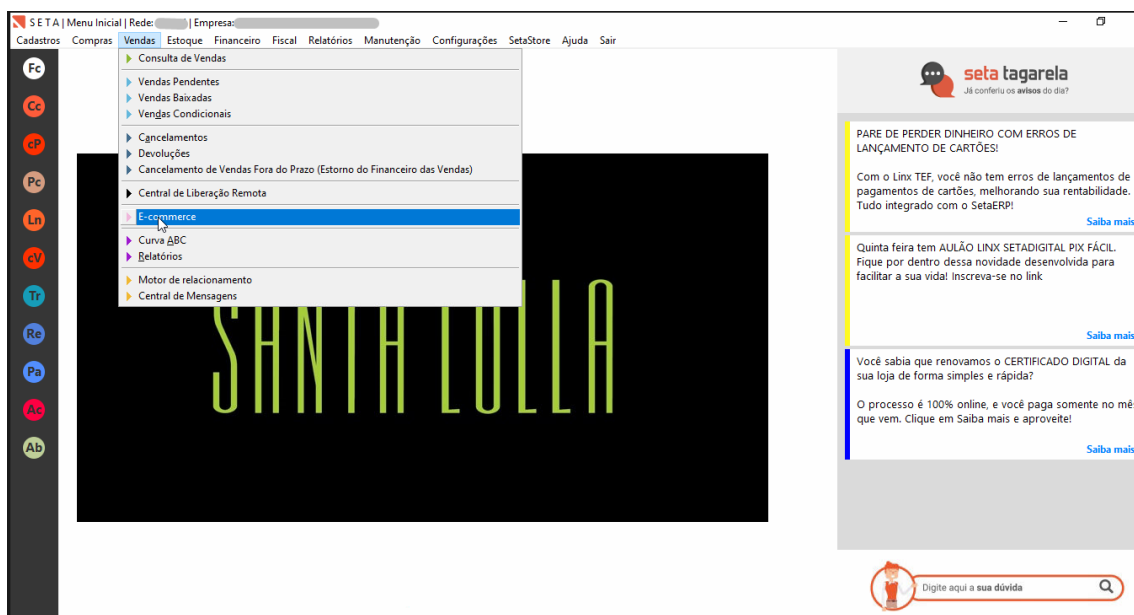 SETA | Menu Inicial | Rede: | Empresa:
Cadastros Compras Vendas Estoque Financeiro Fiscal Relatórios Manutenção Configurações SetaStore Ajuda Sair
Fc
Cc
cP
Pc
Ln
cV
Tr
Re
Pa
Ac
Ab
Consulta de Vendas
Vendas Pendentes
Vendas Baixadas
Vendas Condicionais
Cancelamentos
Devoluções
Cancelamento de Vendas Fora do Prazo (Estorno do Financeiro das Vendas)
Central de Liberação Remota
E-commerce
Curva ABC
Relatórios
Motor de relacionamento
Central de Mensagens
SANTA LOLLA
seta tagarela
Já conferiu os avisos do dia?
PARE DE PERDER DINHEIRO COM ERROS DE
LANÇAMENTO DE CARTÕES!
Com o Linx TEF, você não tem erros de lançamentos de
pagamentos de cartões, melhorando sua rentabilidade.
Tudo integrado com o SetaERP!
Saiba mais
Quinta feira tem AULÃO LINX SETADIGITAL PIX FÁCIL.
Fique por dentro dessa novidade desenvolvida para
facilitar a sua vida! Inscreva-se no link
Saiba mais
Você sabia que renovamos o CERTIFICADO DIGITAL da
sua loja de forma simples e rápida?
O processo é 100% online, e você paga somente no mê
que vem. Clique em Saiba mais e aproveite!
Saiba mais
Digite aqui a sua dúvida